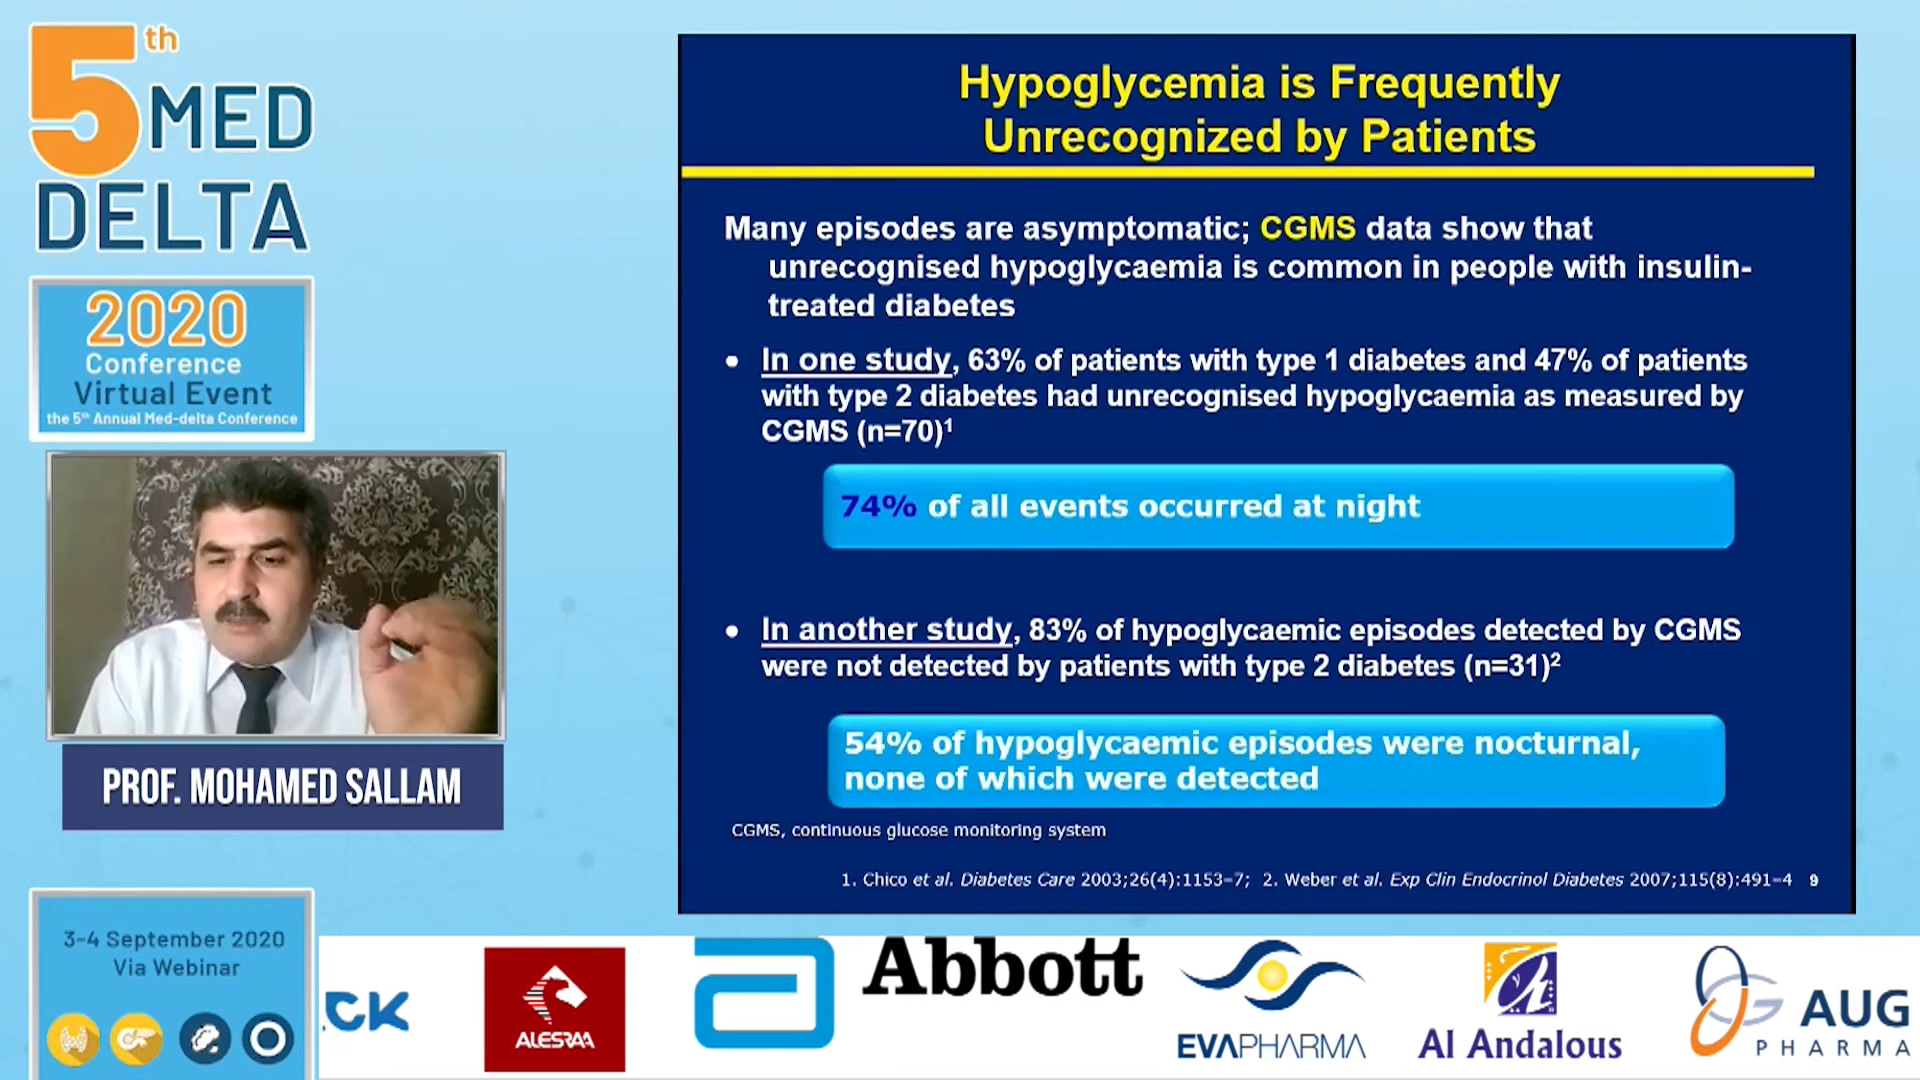 5th MED
DELTA
2020
Conference
Virtual Event
the 5th Annual Med-delta Conference
PROF. MOHAMED SALLAM
3-4 September 2020
Via Webinar
Hypoglycemia is Frequently
Unrecognized by Patients
Many episodes are asymptomatic; CGMS data show that
unrecognised hypoglycaemia is common in people with insulin-
treated diabetes
• In one study, 63% of patients with type 1 diabetes and 47% of patients
with type 2 diabetes had unrecognised hypoglycaemia as measured by
CGMS (n=70)1
74% of all events occurred at night
• In another study, 83% of hypoglycaemic episodes detected by CGMS
were not detected by patients with type 2 diabetes (n=31)2
54% of hypoglycaemic episodes were nocturnal,
none of which were detected
CGMS, continuous glucose monitoring system
1. Chico et al. Diabetes Care 2003;26(4):1153–7; 2. Weber et al. Exp Clin Endocrinol Diabetes 2007;115(8):491–4 9
CK
ALESRAA
Abbott
EVAPHARMA
Al Andalous
AUG
PHARMA